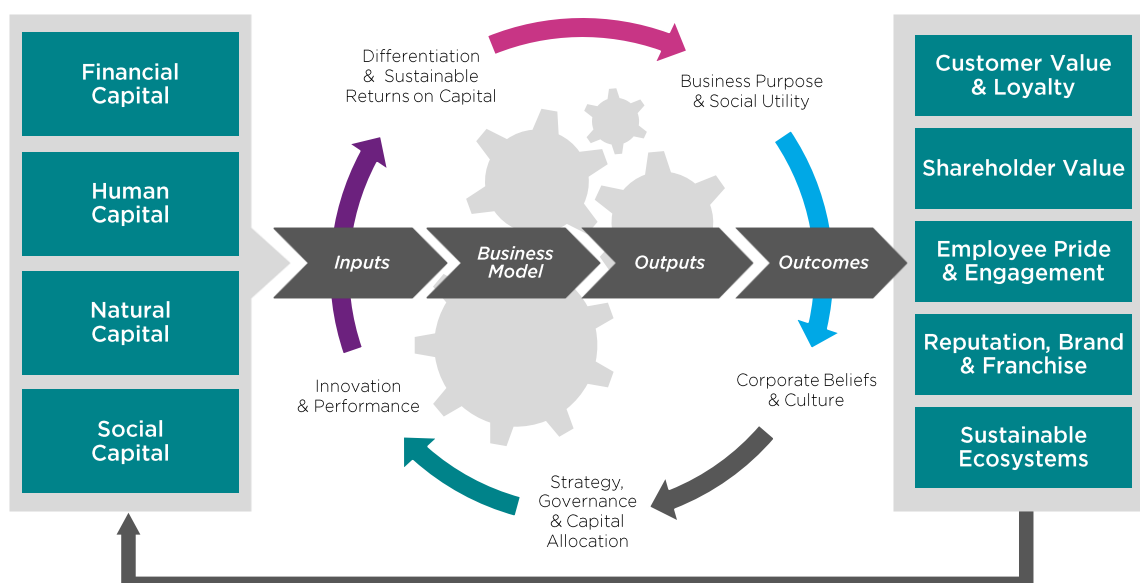 Financial
Capital
Human
Capital
Natural
Capital
Social
Capital
Differentiation
& Sustainable
Returns on Capital
Business Purpose
& Social Utility
Inputs
Business
Model
Outputs
Outcomes
Innovation
& Performance
Corporate Beliefs
& Culture
Strategy,
Governance
& Capital
Allocation
Customer Value
& Loyalty
Shareholder Value
Employee Pride
& Engagement
Reputation, Brand
& Franchise
Sustainable
Ecosystems